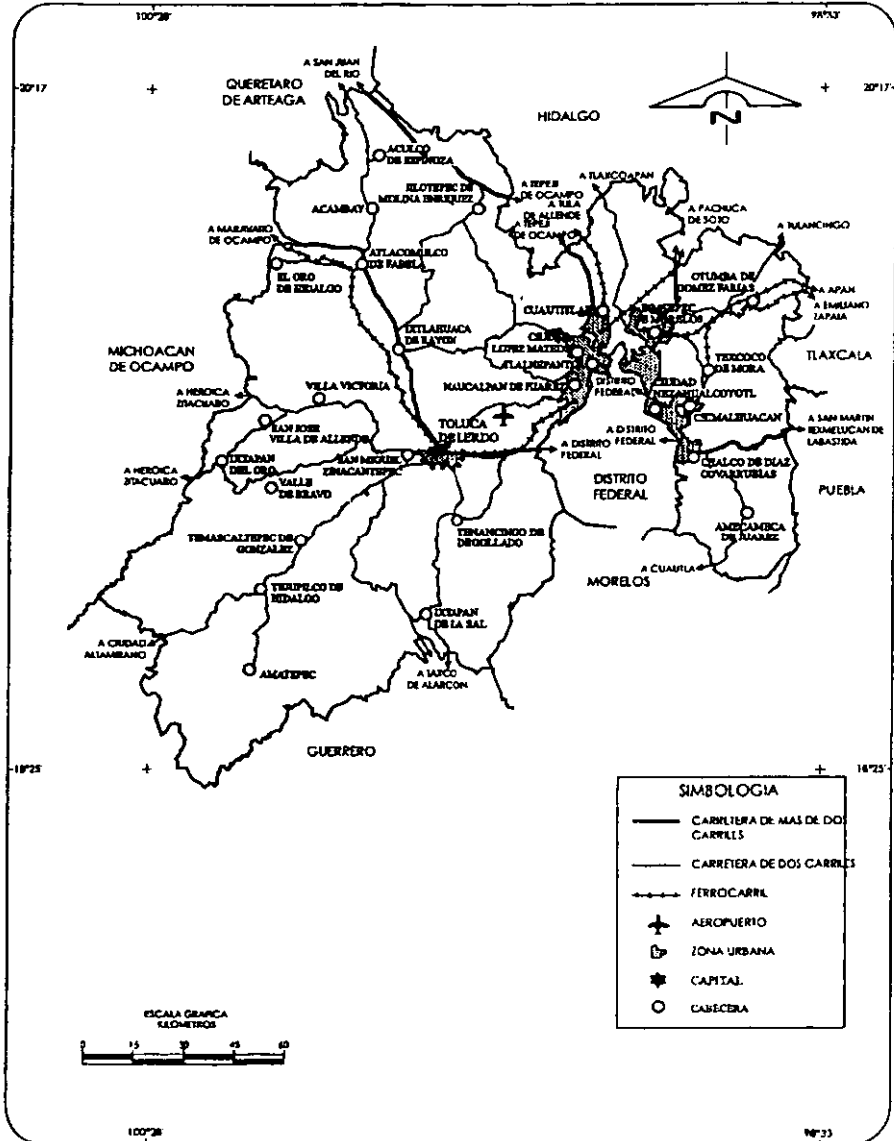 100°28'
98°33'
20°17'
20°17'
A SAN JUAN
DEL RIO
QUERETARO
DE ARTEAGA
HIDALGO
N
ACULCO
DE ESPINOZA
JILOTEPEC DE
MOLINA ENRIQUEZ
A TEPEJI
DE OCAMPO
A TLAXCOAPAN
A TULA
DE ALLENDE
A TEPEJI
DE OCAMPO
ACAMBAY
A PACHUCA
DE SOTO
A TULANCINGO
A MARAVATIO
DE OCAMPO
ATLACOMULCO
DE FABELA
EL ORO
DE HIDALGO
OTUMBA DE
GOMEZ FARIAS
A APAN
A EMILIANO
ZAPATA
CUAUTITLAN
ECATEPEC
DE MORELOS
IXTLAHUACA
DE RAYON
CIUDAD
LOPEZ MATEOS
TLALNEPANTLA
TEXCOCO
DE MORA
TLAXCALA
MICHOACAN
DE OCAMPO
NAUCALPAN DE JUAREZ
DISTRITO
FEDERAL
CIUDAD
NEZAHUALCOYOTL
A HEROICA
ZITACUARO
VILLA VICTORIA
CHIMALHUACAN
SAN JOSE
VILLA DE ALLENDE
TOLUCA
DE LERDO
A DISTRITO
FEDERAL
A SAN MARTIN
TEXMELUCAN DE
LABASTIDA
A DISTRITO
FEDERAL
IXTAPAN
DEL ORO
SAN MIGUEL
ZINACANTEPEC
CHALCO DE DIAZ
COVARRUBIAS
A HEROICA
ZITACUARO
VALLE
DE BRAVO
DISTRITO
FEDERAL
PUEBLA
TEMASCALTEPEC DE
GONZALEZ
TENANCINGO DE
DEGOLLADO
AMECAMECA
DE JUAREZ
A CUAUTLA
MORELOS
TEJUPILCO DE
HIDALGO
IXTAPAN
DE LA SAL
A CIUDAD
ALTAMIRANO
AMATEPEC
A TAXCO
DE ALARCON
GUERRERO
18°25'
18°25'
SIMBOLOGIA
CARRETERA DE MAS DE DOS
CARRILES
CARRETERA DE DOS CARRILES
FERROCARRIL
AEROPUERTO
ZONA URBANA
CAPITAL
CABECERA
ESCALA GRAFICA
KILOMETROS
0 15 30 45 60
100°28'
98°33'